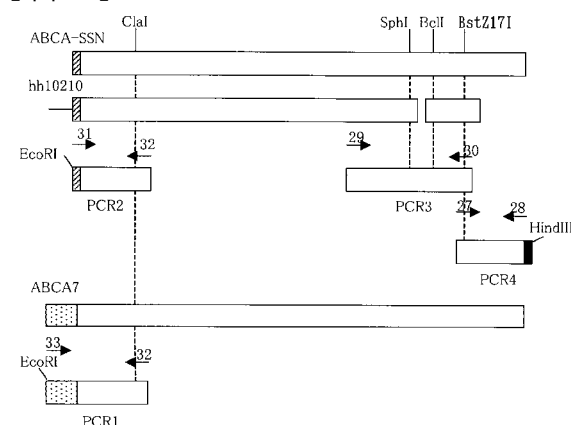 ClaI
SphI BclI BstZ17I
ABCA-SSN
hh10210
31 32 29 30
EcoRI
PCR2 PCR3
27 28
HindIII
PCR4
ABCA7
33 32
EcoRI
PCR1